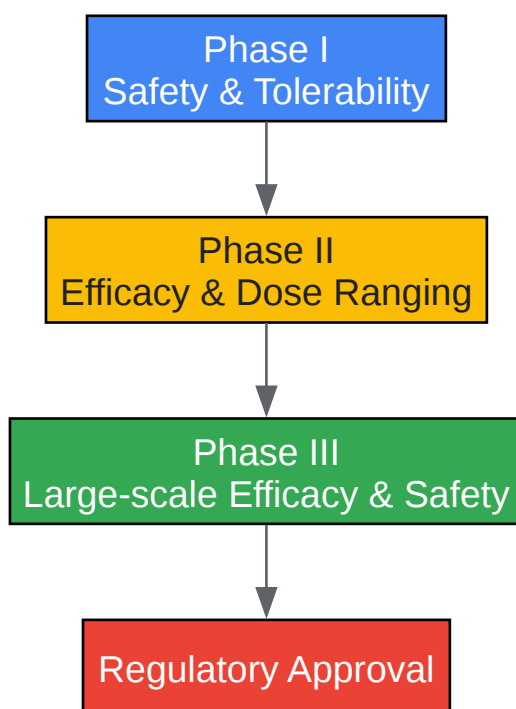 Phase I
Safety & Tolerability
Phase II
Efficacy & Dose Ranging
Phase III
Large-scale Efficacy & Safety
Regulatory Approval